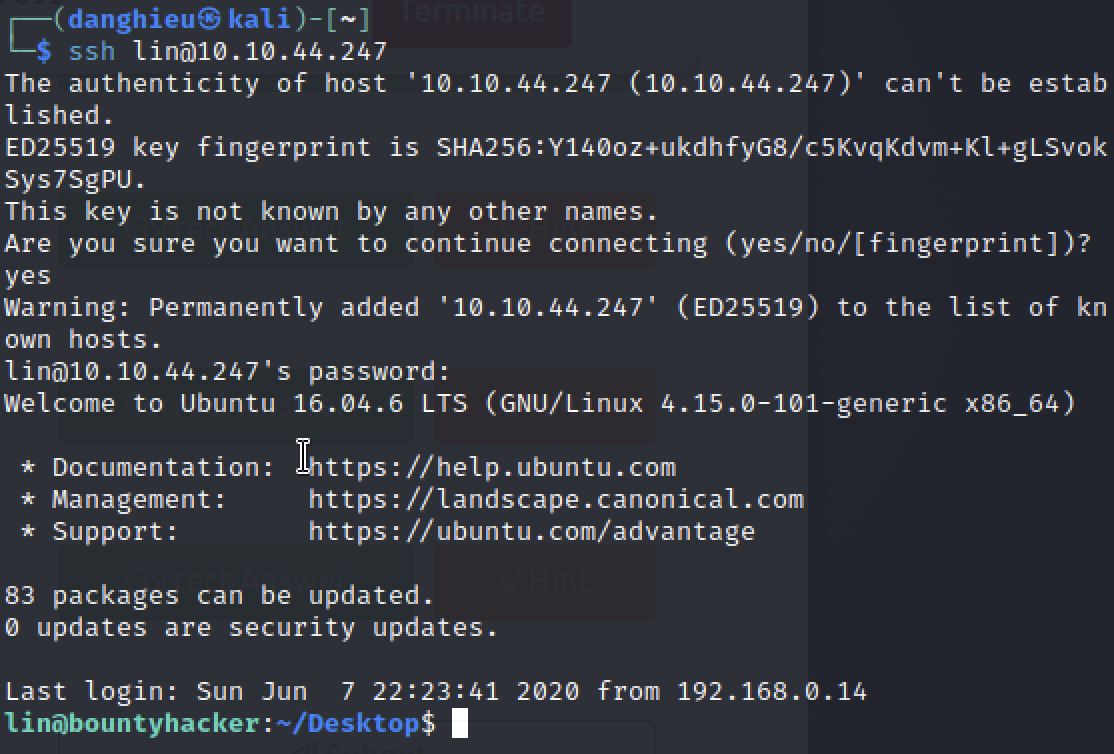 Terminate
(danghieu㉿kali)-[~]
$ ssh lin@10.10.44.247
The authenticity of host '10.10.44.247 (10.10.44.247)' can't be estab
lished.
ED25519 key fingerprint is SHA256:Y140oz+ukdhfyG8/c5KvqKdvm+Kl+gLSvok
Sys7SgPU.
This key is not known by any other names.
Are you sure you want to continue connecting (yes/no/[fingerprint])?
yes
Warning: Permanently added '10.10.44.247' (ED25519) to the list of kn
own hosts.
lin@10.10.44.247's password:
Welcome to Ubuntu 16.04.6 LTS (GNU/Linux 4.15.0-101-generic x86_64)
* Documentation:  https://help.ubuntu.com
* Management:     https://landscape.canonical.com
* Support:        https://ubuntu.com/advantage
Correct Answer
Hint
83 packages can be updated.
0 updates are security updates.
Last login: Sun Jun  7 22:23:41 2020 from 192.168.0.14
lin@bountyhacker:~/Desktop$
Submit